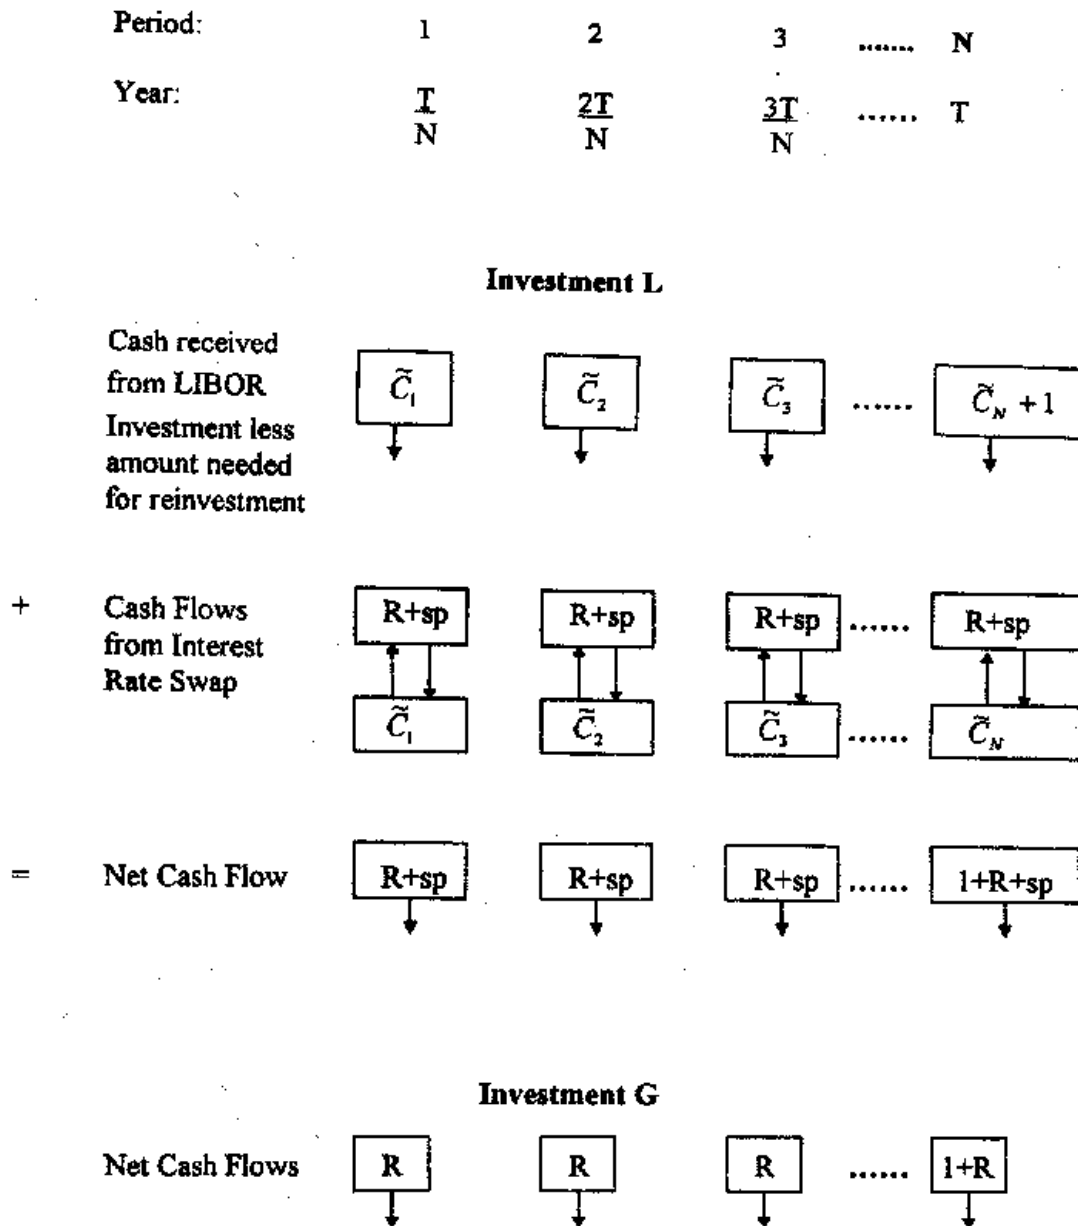 Period: 1 2 3 ...... N
Year: T/N 2T/N 3T/N ...... T
Investment L
Cash received
from LIBOR
Investment less
amount needed
for reinvestment
C̃₁ C̃₂ C̃₃ ...... C̃_N + 1
+ Cash Flows
from Interest
Rate Swap
R+sp R+sp R+sp ...... R+sp
C̃₁ C̃₂ C̃₃ ...... C̃_N
= Net Cash Flow R+sp R+sp R+sp ...... 1+R+sp
Investment G
Net Cash Flows R R R ...... 1+R